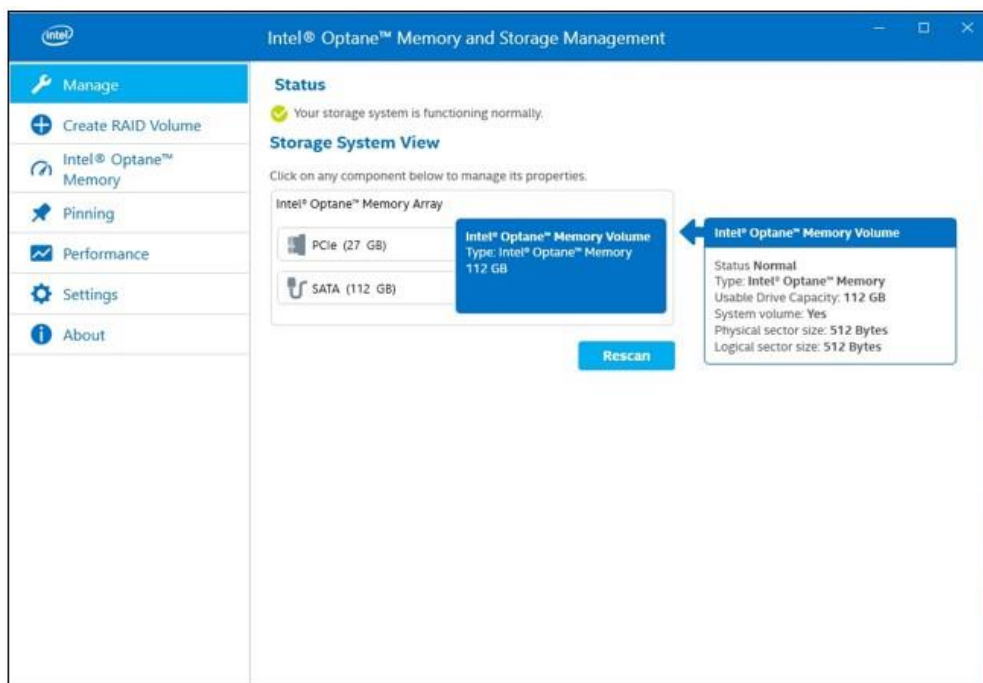 intel
Intel® Optane™ Memory and Storage Management
Manage
Create RAID Volume
Intel® Optane™
Memory
Pinning
Performance
Settings
About
Status
Your storage system is functioning normally.
Storage System View
Click on any component below to manage its properties.
Intel® Optane™ Memory Array
PCIe (27 GB)
SATA (112 GB)
Intel® Optane™ Memory Volume
Type: Intel® Optane™ Memory
112 GB
Rescan
Intel® Optane™ Memory Volume
Status Normal
Type: Intel® Optane™ Memory
Usable Drive Capacity: 112 GB
System volume: Yes
Physical sector size: 512 Bytes
Logical sector size: 512 Bytes